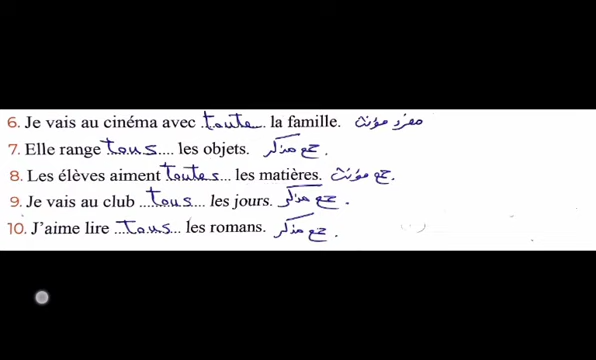 6. Je vais au cinéma avec ..toute... la famille. مفرد مؤنث
7. Elle range tous.... les objets. جمع مذكر.
8. Les élèves aiment toutes... les matières. جمع مؤنث.
9. Je vais au club ...tous... les jours. جمع مذكر.
10. J'aime lire ...tous... les romans. جمع مذكر.